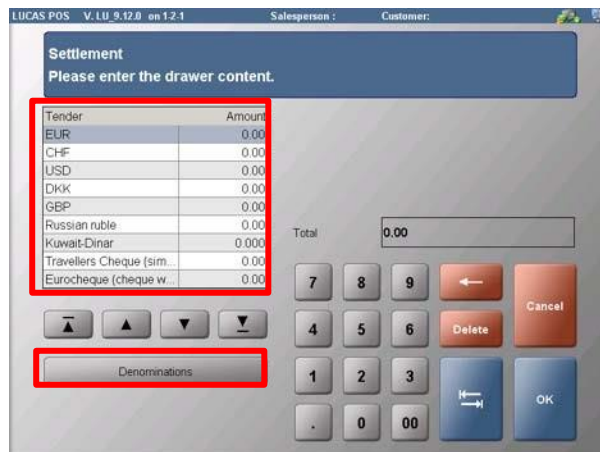 LUCAS POS V. LU_9.12.0 on 1-2-1 Salesperson : Customer:
Settlement
Please enter the drawer content.
Tender Amount
EUR 0.00
CHF 0.00
USD 0.00
DKK 0.00
GBP 0.00
Russian ruble 0.00
Kuwait-Dinar 0.000
Travellers Cheque (sim... 0.00
Eurocheque (cheque w... 0.00
Total 0.00
7 8 9
Cancel
4 5 6 Delete
Denominations
1 2 3
OK
. 0 00